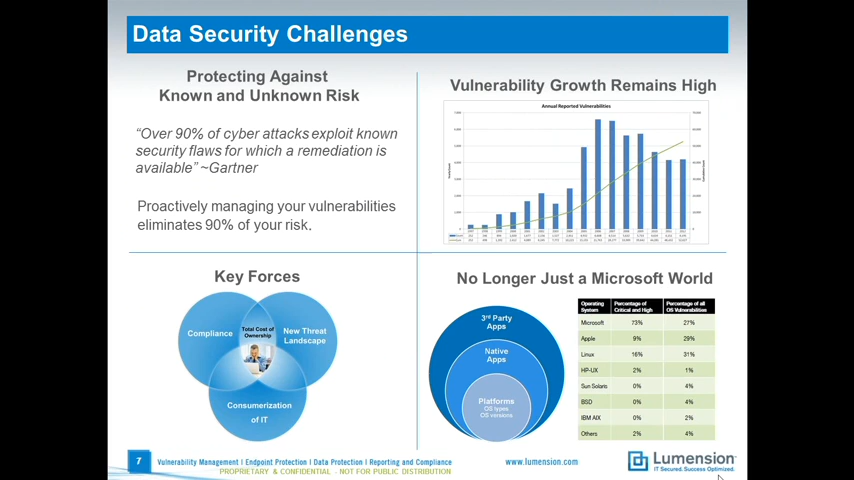 Data Security Challenges
Protecting Against
Known and Unknown Risk
“Over 90% of cyber attacks exploit known
security flaws for which a remediation is
available” ~Gartner
Proactively managing your vulnerabilities
eliminates 90% of your risk.
Vulnerability Growth Remains High
Annual Reported Vulnerabilities
Key Forces
Compliance
Total Cost of
Ownership
New Threat
Landscape
Consumerization
of IT
No Longer Just a Microsoft World
3rd Party
Apps
Native
Apps
Platforms
OS types
OS versions
Operating System Percentage of Critical and High Percentage of all OS Vulnerabilities
Microsoft 73% 27%
Apple 9% 29%
Linux 16% 31%
HP-UX 2% 1%
Sun Solaris 0% 4%
BSD 0% 4%
IBM AIX 0% 2%
Others 2% 4%
7
Vulnerability Management | Endpoint Protection | Data Protection | Reporting and Compliance
PROPRIETARY & CONFIDENTIAL - NOT FOR PUBLIC DISTRIBUTION
www.lumension.com
Lumension
IT Secured. Success Optimized.